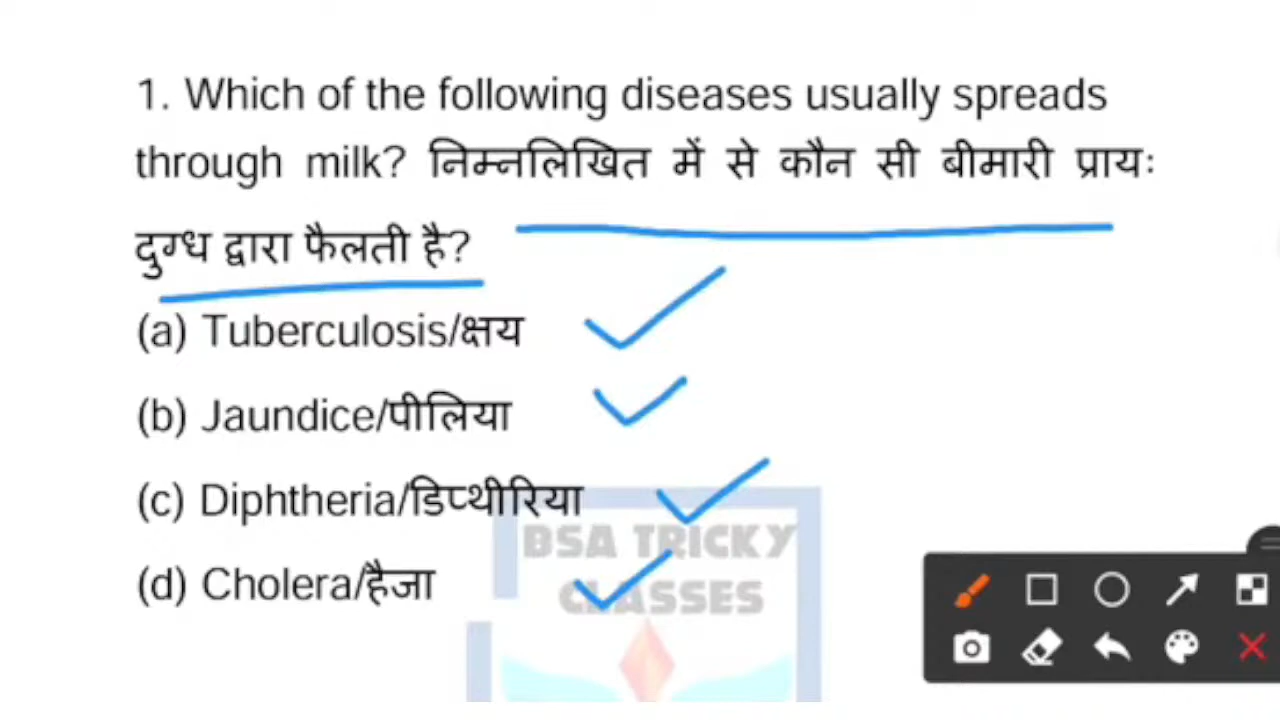 1. Which of the following diseases usually spreads
through milk? निम्नलिखित में से कौन सी बीमारी प्रायः
दुग्ध द्वारा फैलती है?
(a) Tuberculosis/क्षय
(b) Jaundice/पीलिया
(c) Diphtheria/डिप्थीरिया
BSA TRICKY
(d) Cholera/हैजा
CLASSES